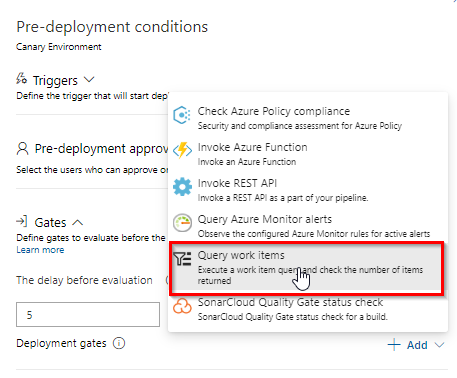 Pre-deployment conditions
Canary Environment
Triggers
Define the trigger that will start depl
Check Azure Policy compliance
Security and compliance assessment for Azure Policy
Invoke Azure Function
Invoke an Azure Function
Pre-deployment approv
Select the users who can approve or
Invoke REST API
Invoke a REST API as a part of your pipeline.
Query Azure Monitor alerts
Observe the configured Azure Monitor rules for active alerts
Gates
Define gates to evaluate before the
Learn more
Query work items
Execute a work item query and check the number of items
returned
The delay before evaluation
SonarCloud Quality Gate status check
SonarCloud Quality Gate status check for a build.
5
Deployment gates
Add